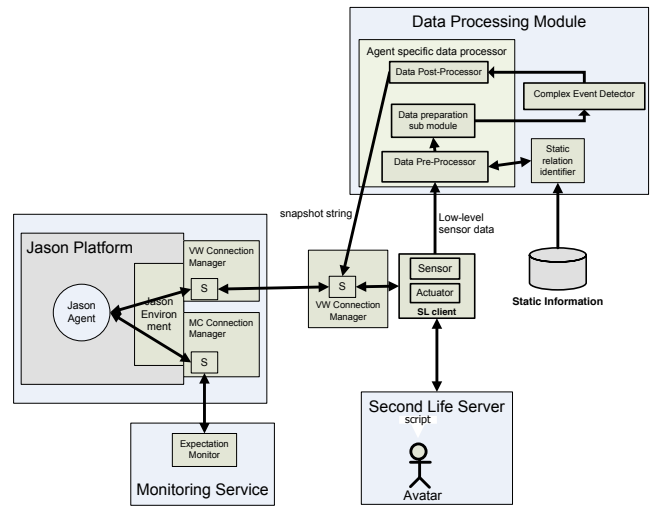 Data Processing Module
Agent specific data processor
Data Post-Processor
Complex Event Detector
Data preparation
sub module
Data Pre-Processor
Static
relation
identifier
snapshot string
Low-level
sensor data
Static Information
Jason Platform
VW Connection
Manager
S
Jason
Agent
Jason
Environ
ment
MC Connection
Manager
S
S
VW Connection
Manager
Sensor
Actuator
SL client
Second Life Server
script
Avatar
Expectation
Monitor
Monitoring Service